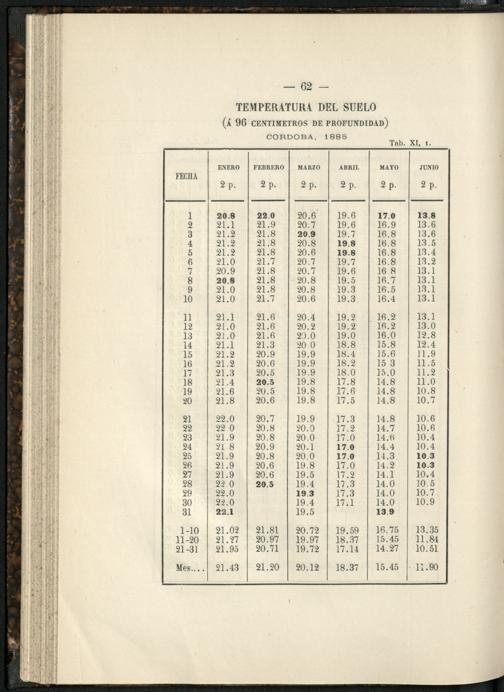 — 62 —
TEMPERATURA DEL SUELO
(Á 96 CENTIMETROS DE PROFUNDIDAD)
CORDOBA, 1885
Tab. XI, 1.
FECHA ENERO FEBRERO MARZO ABRIL MAYO JUNIO
2 p. 2 p. 2 p. 2 p. 2 p. 2 p.
1 20.8 22.0 20.6 19.6 17.0 13.8
2 21.1 21.9 20.7 19.6 16.9 13.6
3 21.2 21.8 20.9 19.7 16.8 13.6
4 21.2 21.8 20.8 19.8 16.8 13.5
5 21.2 21.8 20.6 19.8 16.8 13.4
6 21.0 21.7 20.7 19.7 16.8 13.2
7 20.9 21.8 20.7 19.6 16 8 13.1
8 20.8 21.8 20.8 19.5 16.7 13.1
9 21.0 21.8 20.8 19.3 16.5 13.1
10 21.0 21.7 20.6 19.3 16.4 13.1
11 21.1 21.6 20.4 19.2 16.2 13.1
12 21.0 21.6 20.2 19.2 16.2 13.0
13 21.0 21.6 20.0 19.0 16.0 12.8
14 21.1 21.3 20 0 18.8 15.8 12.4
15 21.2 20.9 19.9 18.4 15.6 11.9
16 21.2 20.6 19.9 18.2 15 3 11.5
17 21.3 20.5 19.9 18.0 15.0 11.2
18 21.4 20.5 19.8 17.8 14.8 11.0
19 21.6 20.5 19.8 17.6 14.8 10.8
20 21.8 20.6 19.8 17.5 14.8 10.7
21 22.0 20.7 19.9 17.3 14.8 10.6
22 22 0 20.8 20.0 17.2 14.7 10.6
23 21.9 20.8 20.0 17.0 14.6 10.4
24 21 8 20.9 20.1 17.0 14.4 10.4
25 21.9 20.8 20.0 17.0 14.3 10.3
26 21.9 20.6 19.8 17.0 14.2 10.3
27 21.9 20.6 19.5 17.2 14.1 10.4
28 22 0 20.5 19.4 17.3 14.0 10.5
29 22.0 19.3 17.3 14.0 10.7
30 22.0 19.4 17.1 14.0 10.9
31 22.1 19.5 13.9
1-10 21.02 21.81 20.72 19.59 16.75 13.35
11-20 21.27 20.97 19.97 18.37 15.45 11.84
21-31 21.95 20.71 19.72 17.14 14.27 10.51
Mes.... 21.43 21.20 20.12 18.37 15.45 11.90